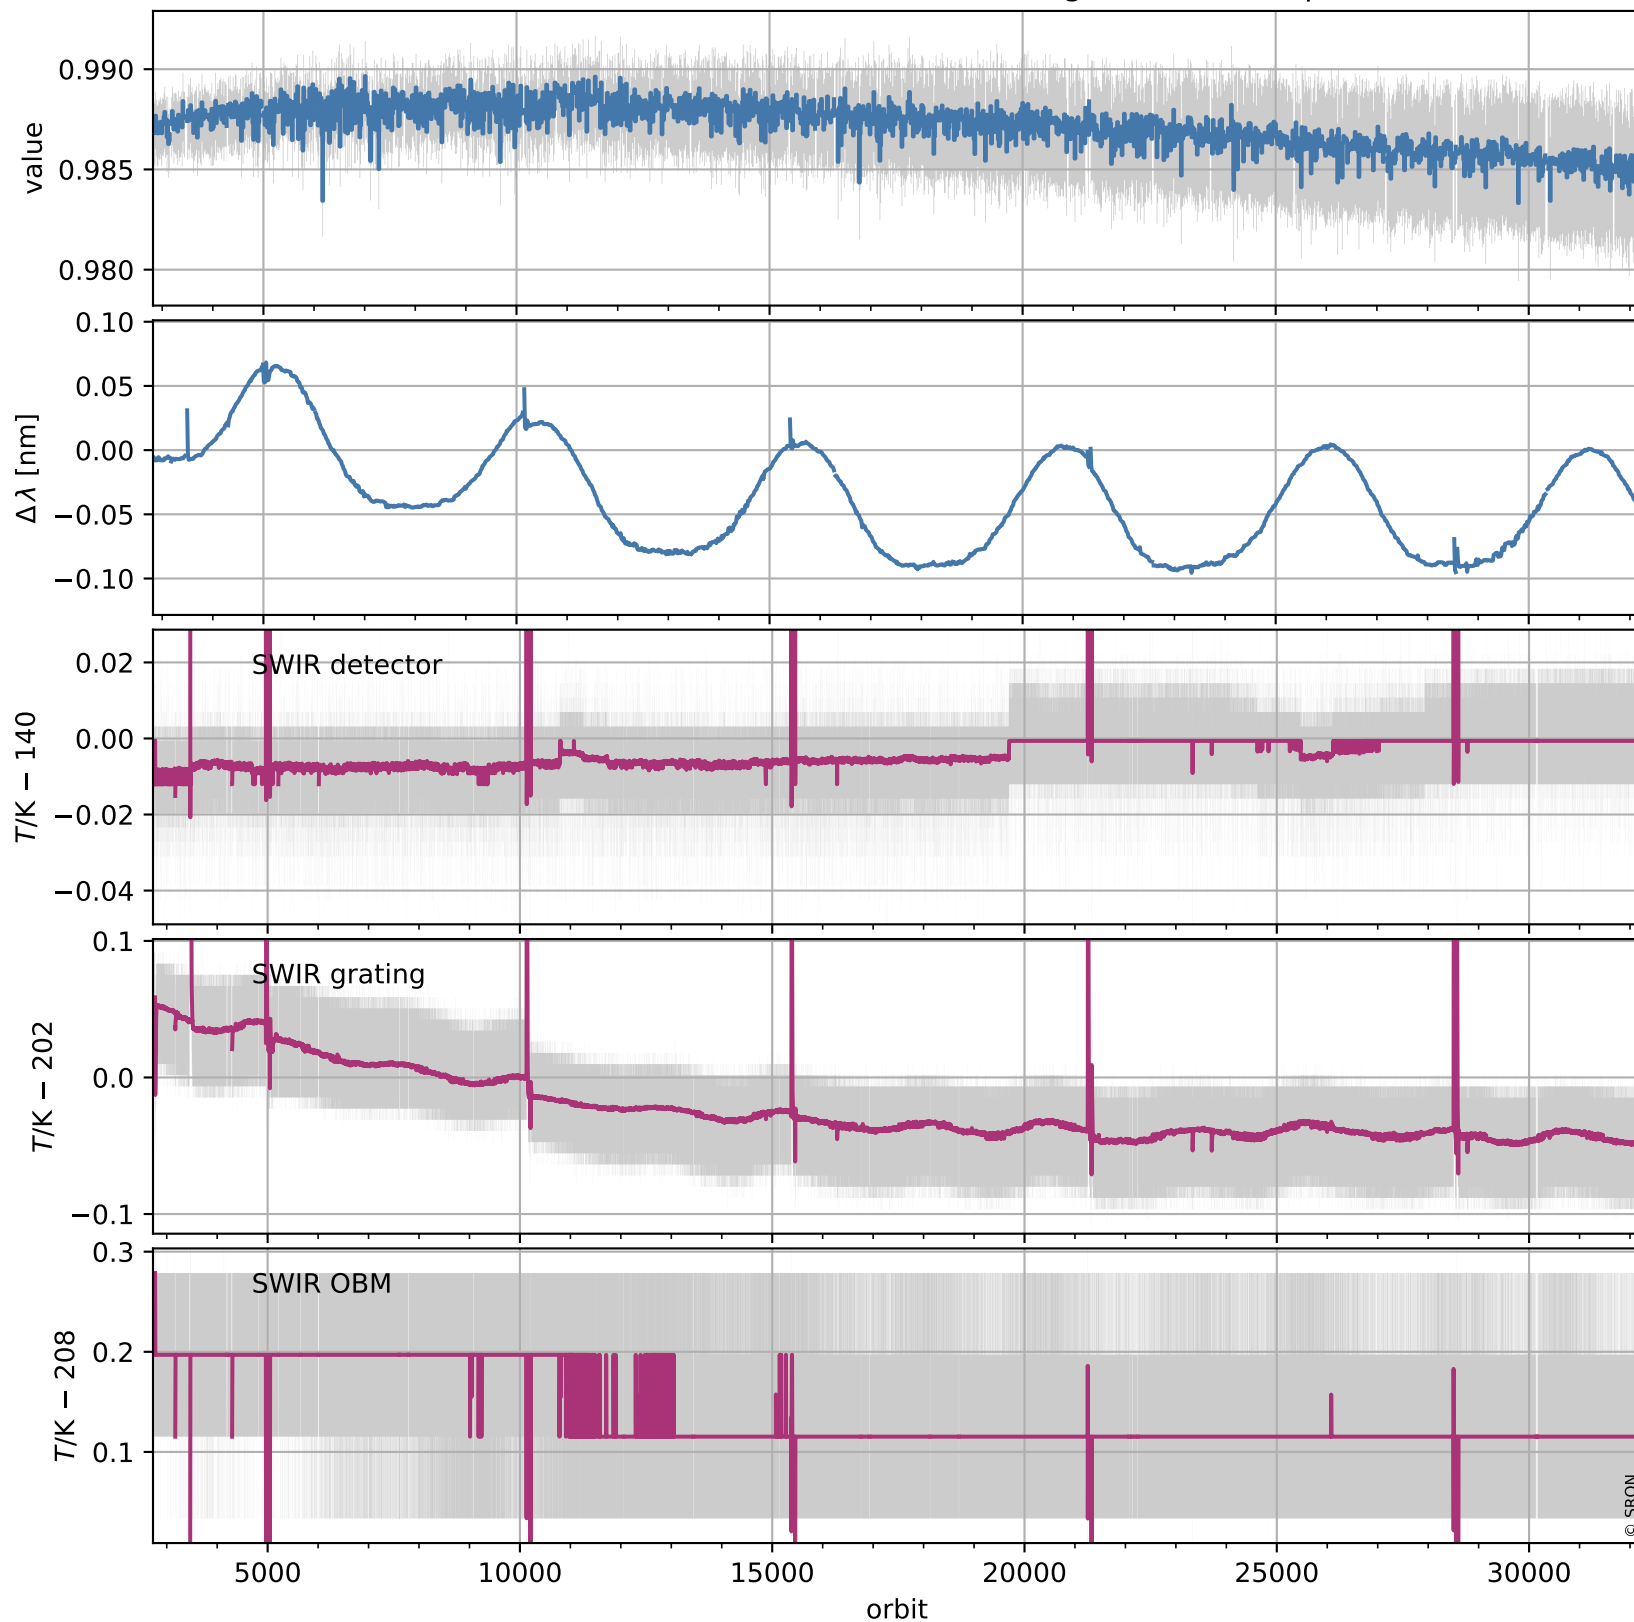 0.990
0.985
0.980
value
0.10
0.05
0.00
−0.05
−0.10
Δλ [nm]
SWIR detector
0.02
0.00
−0.02
−0.04
T/K − 140
SWIR grating
0.1
0.0
−0.1
T/K − 202
SWIR OBM
0.3
0.2
0.1
T/K − 208
© SRON
5000 10000 15000 20000 25000 30000
orbit